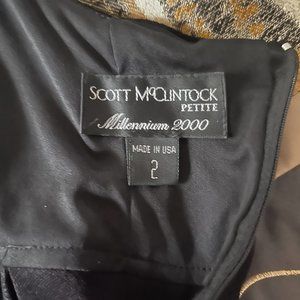 SCOTT McCLINTOCK
PETITE
Millennium 2000
MADE IN USA
2